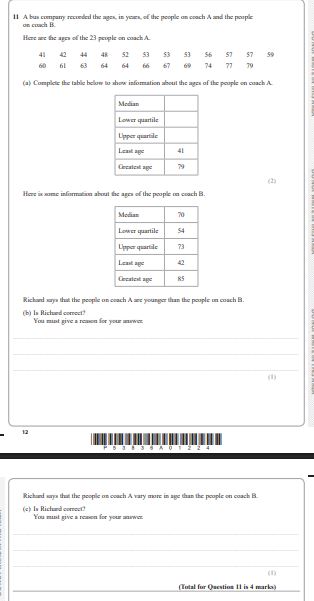 11 A bus company recorded the ages, in years, of the people on coach A and the people
on coach B.
Here are the ages of the 23 people on coach A.
41 42 44 48 52 53 53 53 56 57 57 59
60 61 63 64 64 66 67 69 74 77 79
(a) Complete the table below to show information about the ages of the people on coach A.
Median
Lower quartile
Upper quartile
Least age 41
Greatest age 79
(2)
Here is some information about the ages of the people on coach B.
Median 70
Lower quartile 54
Upper quartile 73
Least age 42
Greatest age 85
Richard says that the people on coach A are younger than the people on coach B.
(b) Is Richard correct?
You must give a reason for your answer.
(1)
12
P 5 3 8 3 6 A 0 1 2 2 4
Richard says that the people on coach A vary more in age than the people on coach B.
(c) Is Richard correct?
You must give a reason for your answer.
(1)
(Total for Question 11 is 4 marks)